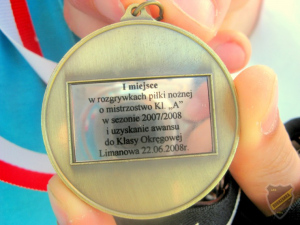 I miejsce
w rozgrywkach piłki nożnej
o mistrzostwo Kl. „A”
w sezonie 2007/2008
i uzyskanie awansu
do Klasy Okręgowej
Limanowa 22.06.2008r.